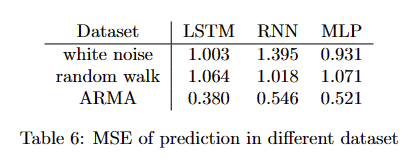 Dataset LSTM RNN MLP
white noise 1.003 1.395 0.931
random walk 1.064 1.018 1.071
ARMA 0.380 0.546 0.521
Table 6: MSE of prediction in different dataset